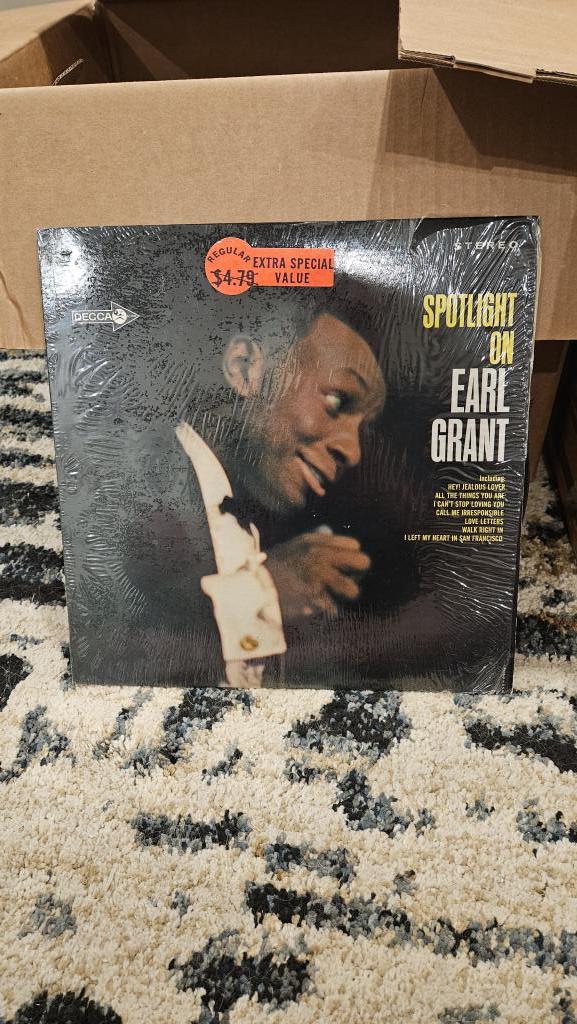 REGULAR
$4.79
EXTRA SPECIAL
VALUE
STEREO
DECCA
SPOTLIGHT
ON
EARL
GRANT
Including:
HEY! JEALOUS LOVER
ALL THE THINGS YOU ARE
I CAN'T STOP LOVING YOU
CALL ME IRRESPONSIBLE
LOVE LETTERS
WALK RIGHT IN
I LEFT MY HEART IN SAN FRANCISCO